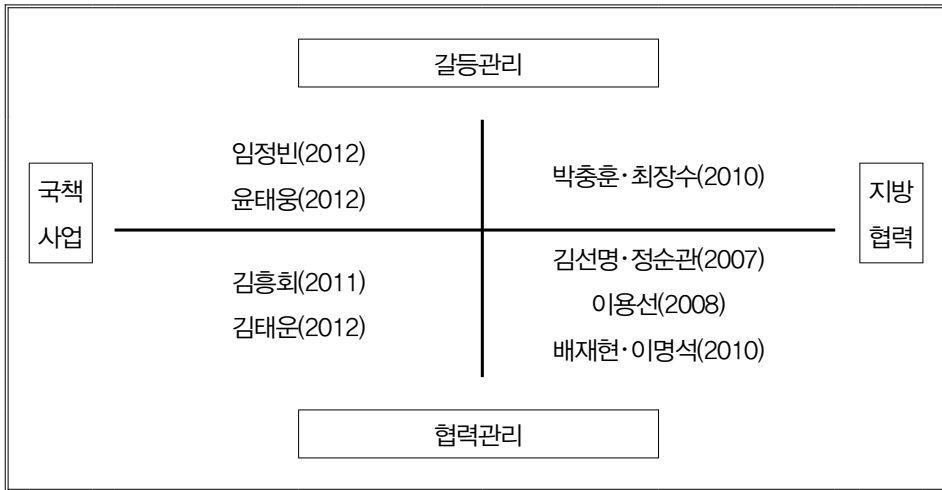 갈등관리
임정빈(2012)
윤태웅(2012)
박충훈·최장수(2010)
국책
사업
지방
협력
김흥회(2011)
김태운(2012)
김선명·정순관(2007)
이용선(2008)
배재현·이명석(2010)
협력관리